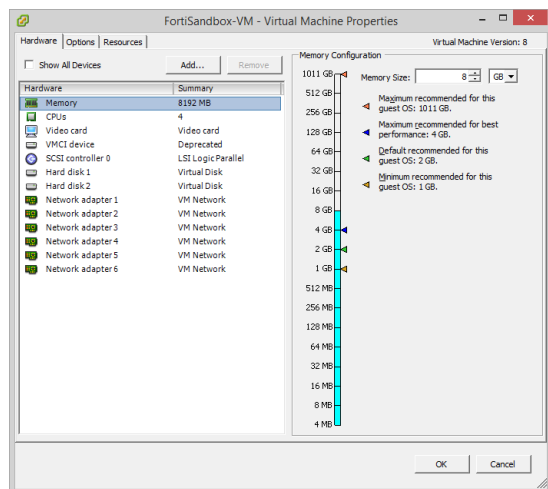 FortiSandbox-VM - Virtual Machine Properties
Hardware Options Resources
Virtual Machine Version: 8
Show All Devices
Add...
Remove
Hardware Summary
Memory 8192 MB
CPUs 4
Video card Video card
VMCI device Deprecated
SCSI controller 0 LSI Logic Parallel
Hard disk 1 Virtual Disk
Hard disk 2 Virtual Disk
Network adapter 1 VM Network
Network adapter 2 VM Network
Network adapter 3 VM Network
Network adapter 4 VM Network
Network adapter 5 VM Network
Network adapter 6 VM Network
Memory Configuration
1011 GB
512 GB
256 GB
128 GB
64 GB
32 GB
16 GB
8 GB
4 GB
2 GB
1 GB
512 MB
256 MB
128 MB
64 MB
32 MB
16 MB
8 MB
4 MB
Memory Size: 8 GB
Maximum recommended for this
guest OS: 1011 GB.
Maximum recommended for best
performance: 4 GB.
Default recommended for this
guest OS: 2 GB.
Minimum recommended for this
guest OS: 1 GB.
OK
Cancel